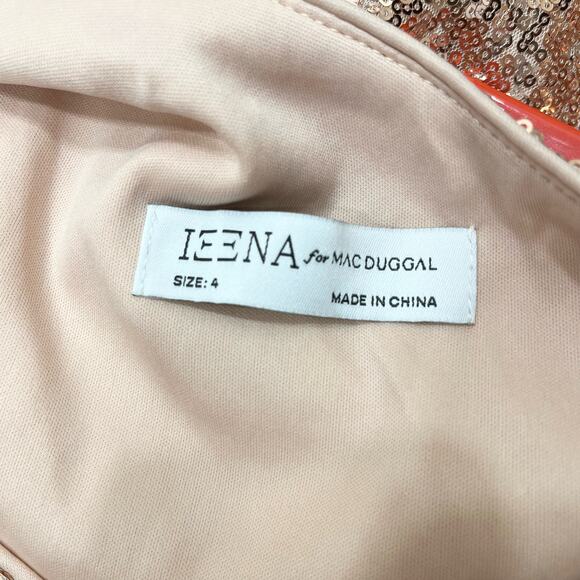 IEENA for MAC DUGGAL
SIZE: 4
MADE IN CHINA